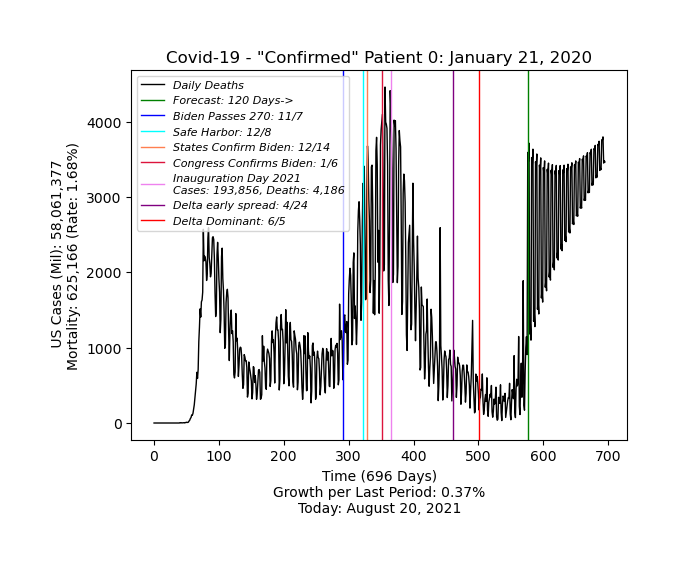 Covid-19 - "Confirmed" Patient 0: January 21, 2020
Daily Deaths
Forecast: 120 Days->
Biden Passes 270: 11/7
Safe Harbor: 12/8
States Confirm Biden: 12/14
Congress Confirms Biden: 1/6
Inauguration Day 2021
Cases: 193,856, Deaths: 4,186
Delta early spread: 4/24
Delta Dominant: 6/5
4000
3000
2000
1000
0
US Cases (Mil): 58,061,377
Mortality: 625,166 (Rate: 1.68%)
0 100 200 300 400 500 600 700
Time (696 Days)
Growth per Last Period: 0.37%
Today: August 20, 2021